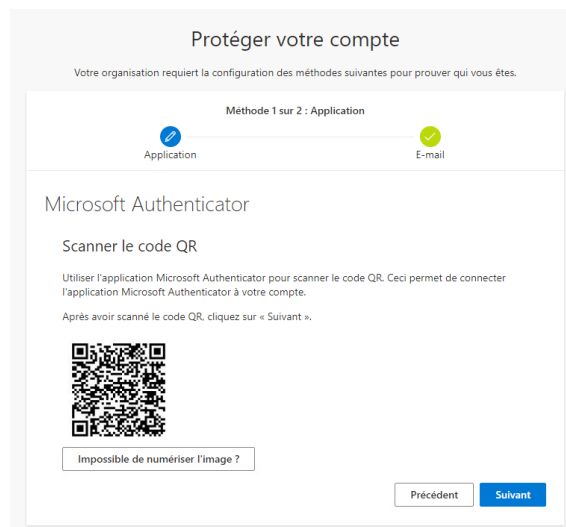 Protéger votre compte
Votre organisation requiert la configuration des méthodes suivantes pour prouver qui vous êtes.
Méthode 1 sur 2 : Application
Application
E-mail
Microsoft Authenticator
Scanner le code QR
Utiliser l'application Microsoft Authenticator pour scanner le code QR. Ceci permet de connecter
l'application Microsoft Authenticator à votre compte.
Après avoir scanné le code QR, cliquez sur « Suivant ».
Impossible de numériser l'image ?
Précédent
Suivant